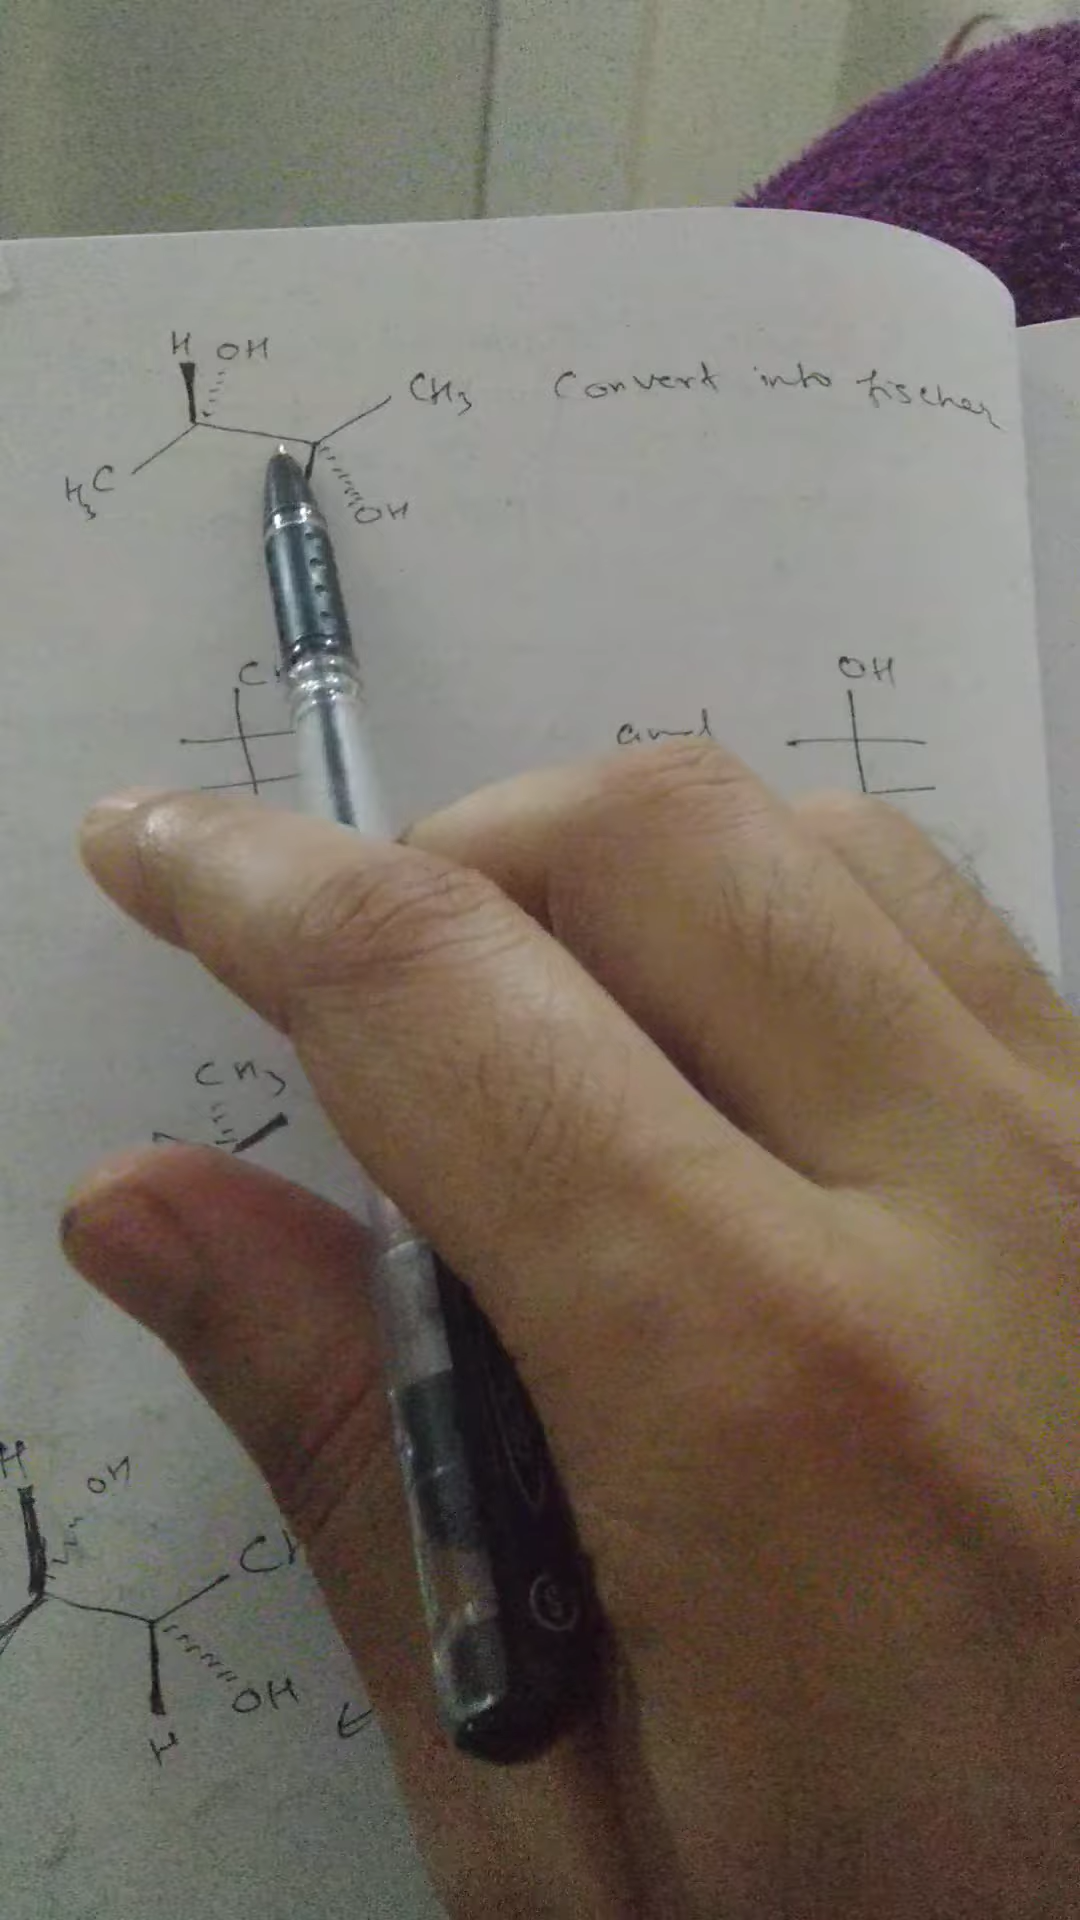 H OH
CH3 Convert into fischer
H3C
OH
OH
and
CH3
H OH
OH
H